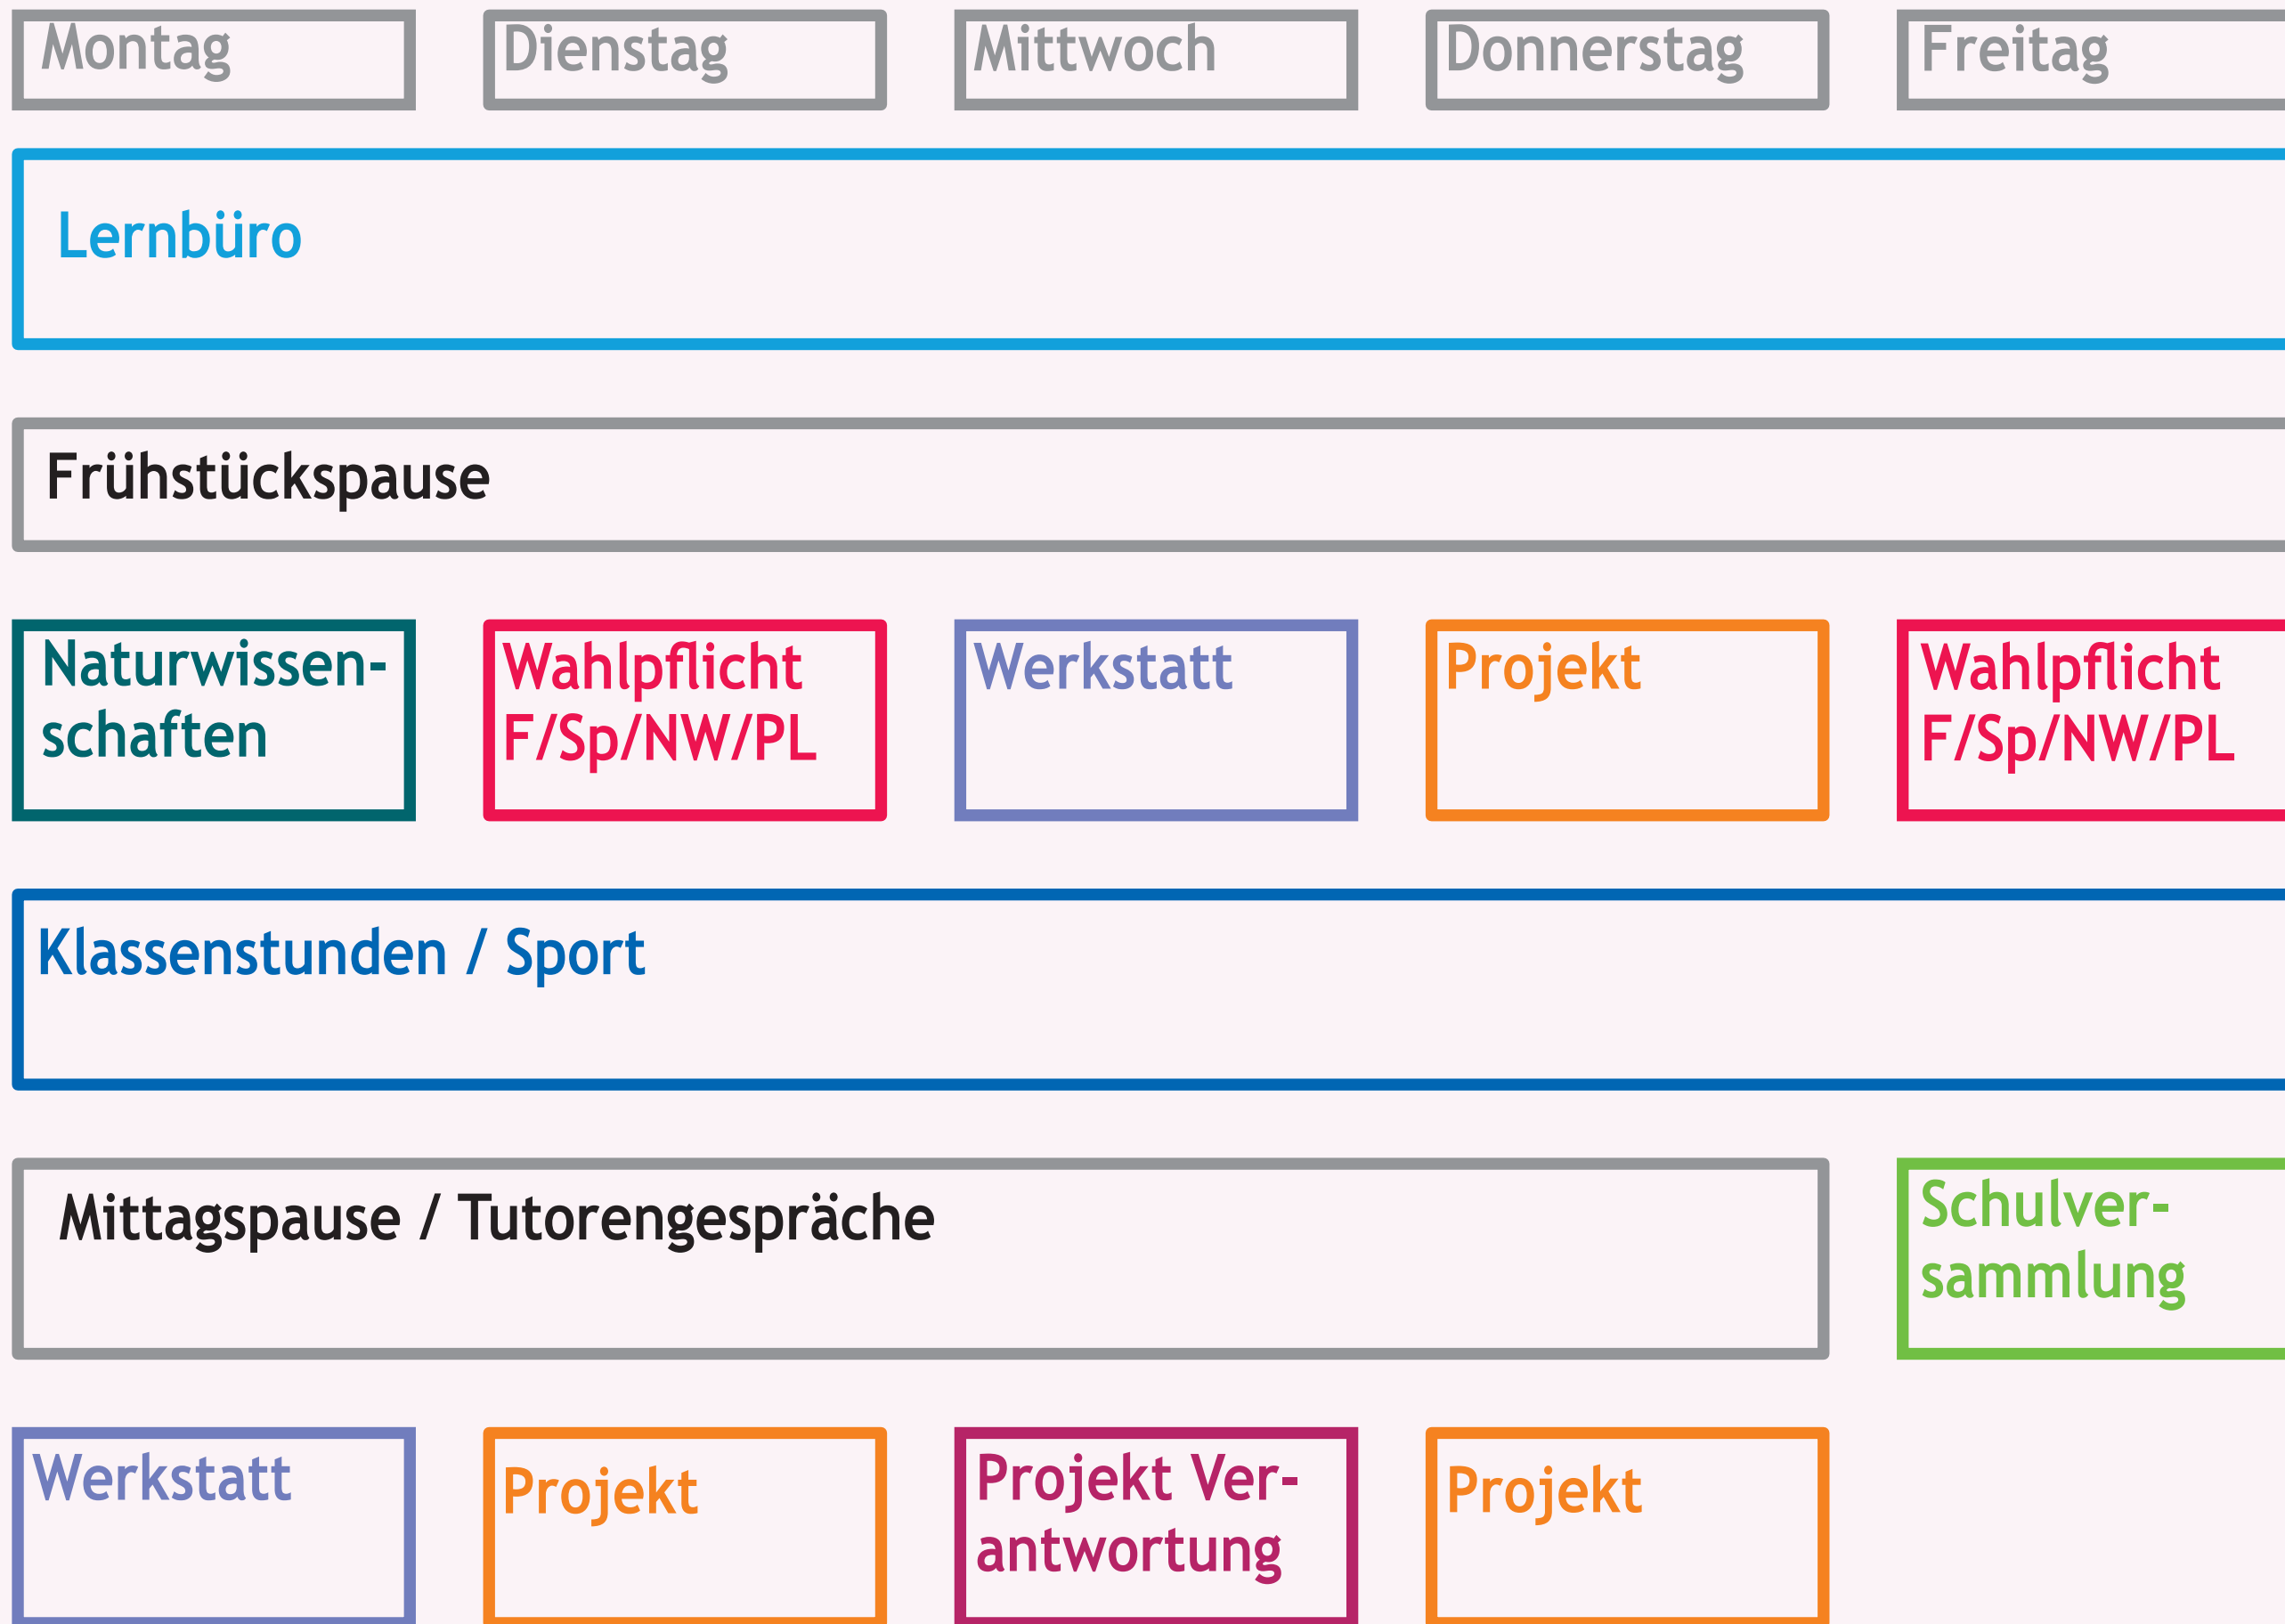 Montag Dienstag Mittwoch Donnerstag Freitag
Lernbüro
Frühstückspause
Naturwissen- Wahlpflicht Werkstatt Projekt Wahlpflicht
schaften F/Sp/NW/PL F/Sp/NW/PL
Klassenstunden / Sport
Mittagspause / Tutorengespräche Schulver-
sammlung
Werkstatt Projekt Projekt Ver- Projekt
antwortung